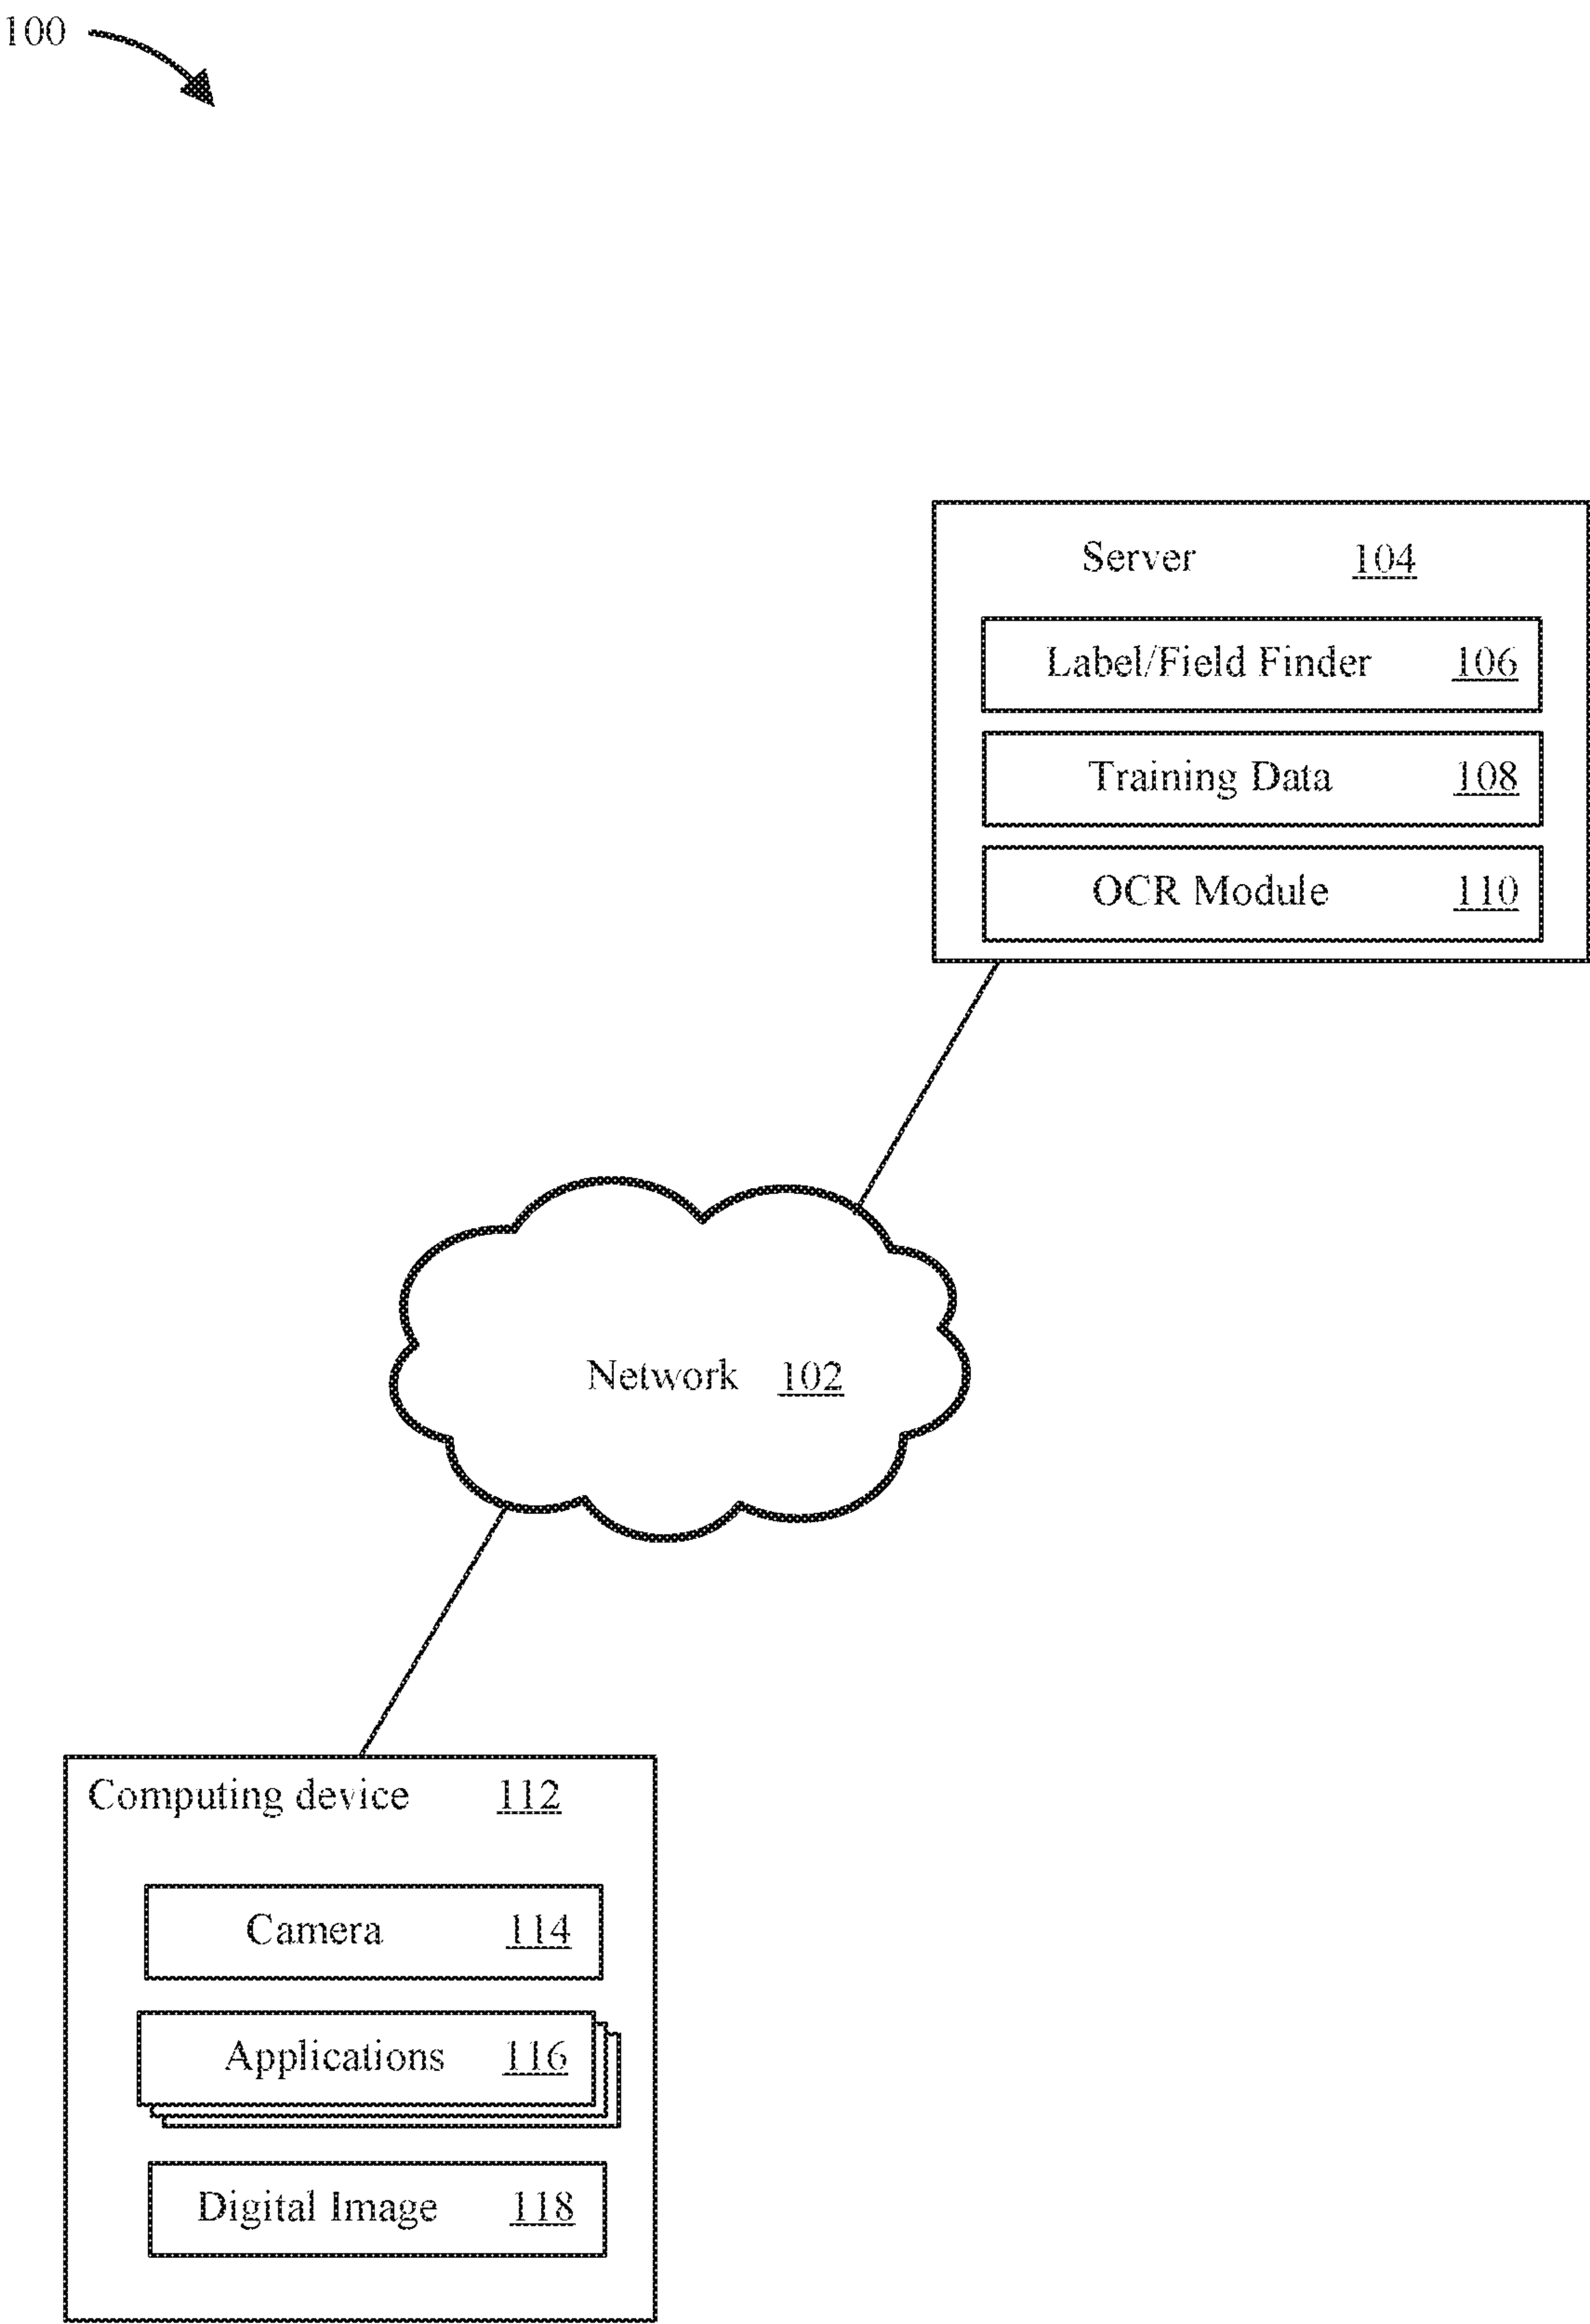 100
Server 104
Label/Field Finder 106
Training Data 108
OCR Module 110
Network 102
Computing device 112
Camera 114
Applications 116
Digital Image 118